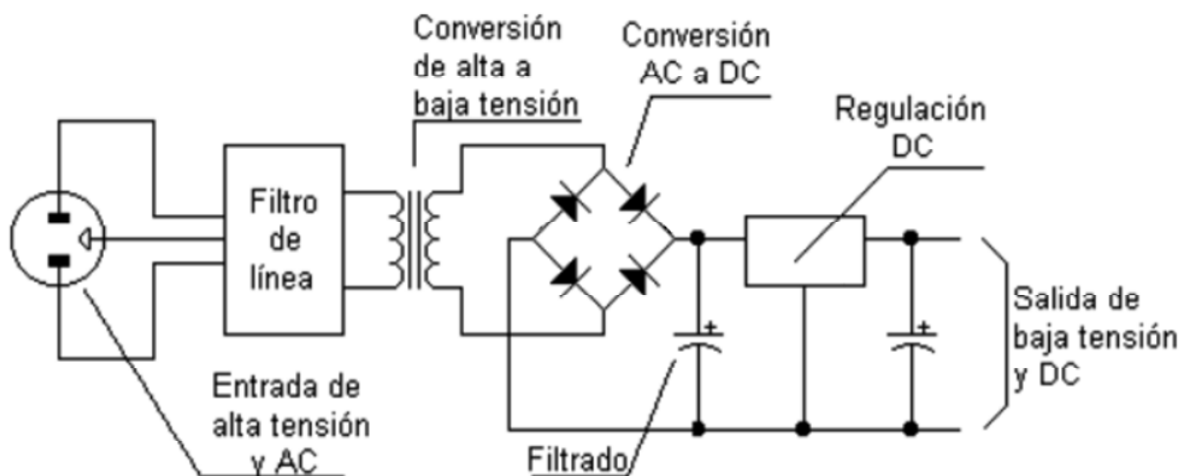 Conversión
de alta a
baja tensión
Conversión
AC a DC
Regulación
DC
Filtro
de
línea
Entrada de
alta tensión
y AC
Filtrado
+
+
Salida de
baja tensión
y DC